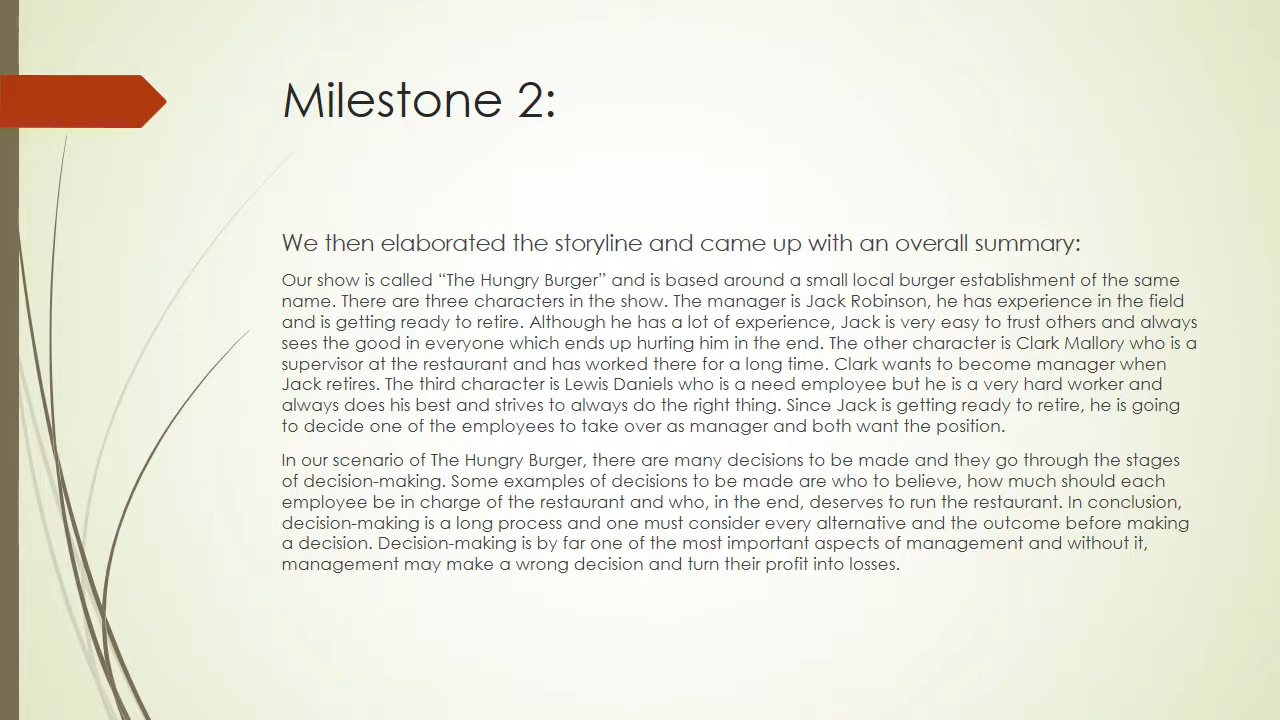 Milestone 2:
We then elaborated the storyline and came up with an overall summary:
Our show is called “The Hungry Burger” and is based around a small local burger establishment of the same
name. There are three characters in the show. The manager is Jack Robinson, he has experience in the field
and is getting ready to retire. Although he has a lot of experience, Jack is very easy to trust others and always
sees the good in everyone which ends up hurting him in the end. The other character is Clark Mallory who is a
supervisor at the restaurant and has worked there for a long time. Clark wants to become manager when
Jack retires. The third character is Lewis Daniels who is a need employee but he is a very hard worker and
always does his best and strives to always do the right thing. Since Jack is getting ready to retire, he is going
to decide one of the employees to take over as manager and both want the position.
In our scenario of The Hungry Burger, there are many decisions to be made and they go through the stages
of decision-making. Some examples of decisions to be made are who to believe, how much should each
employee be in charge of the restaurant and who, in the end, deserves to run the restaurant. In conclusion,
decision-making is a long process and one must consider every alternative and the outcome before making
a decision. Decision-making is by far one of the most important aspects of management and without it,
management may make a wrong decision and turn their profit into losses.